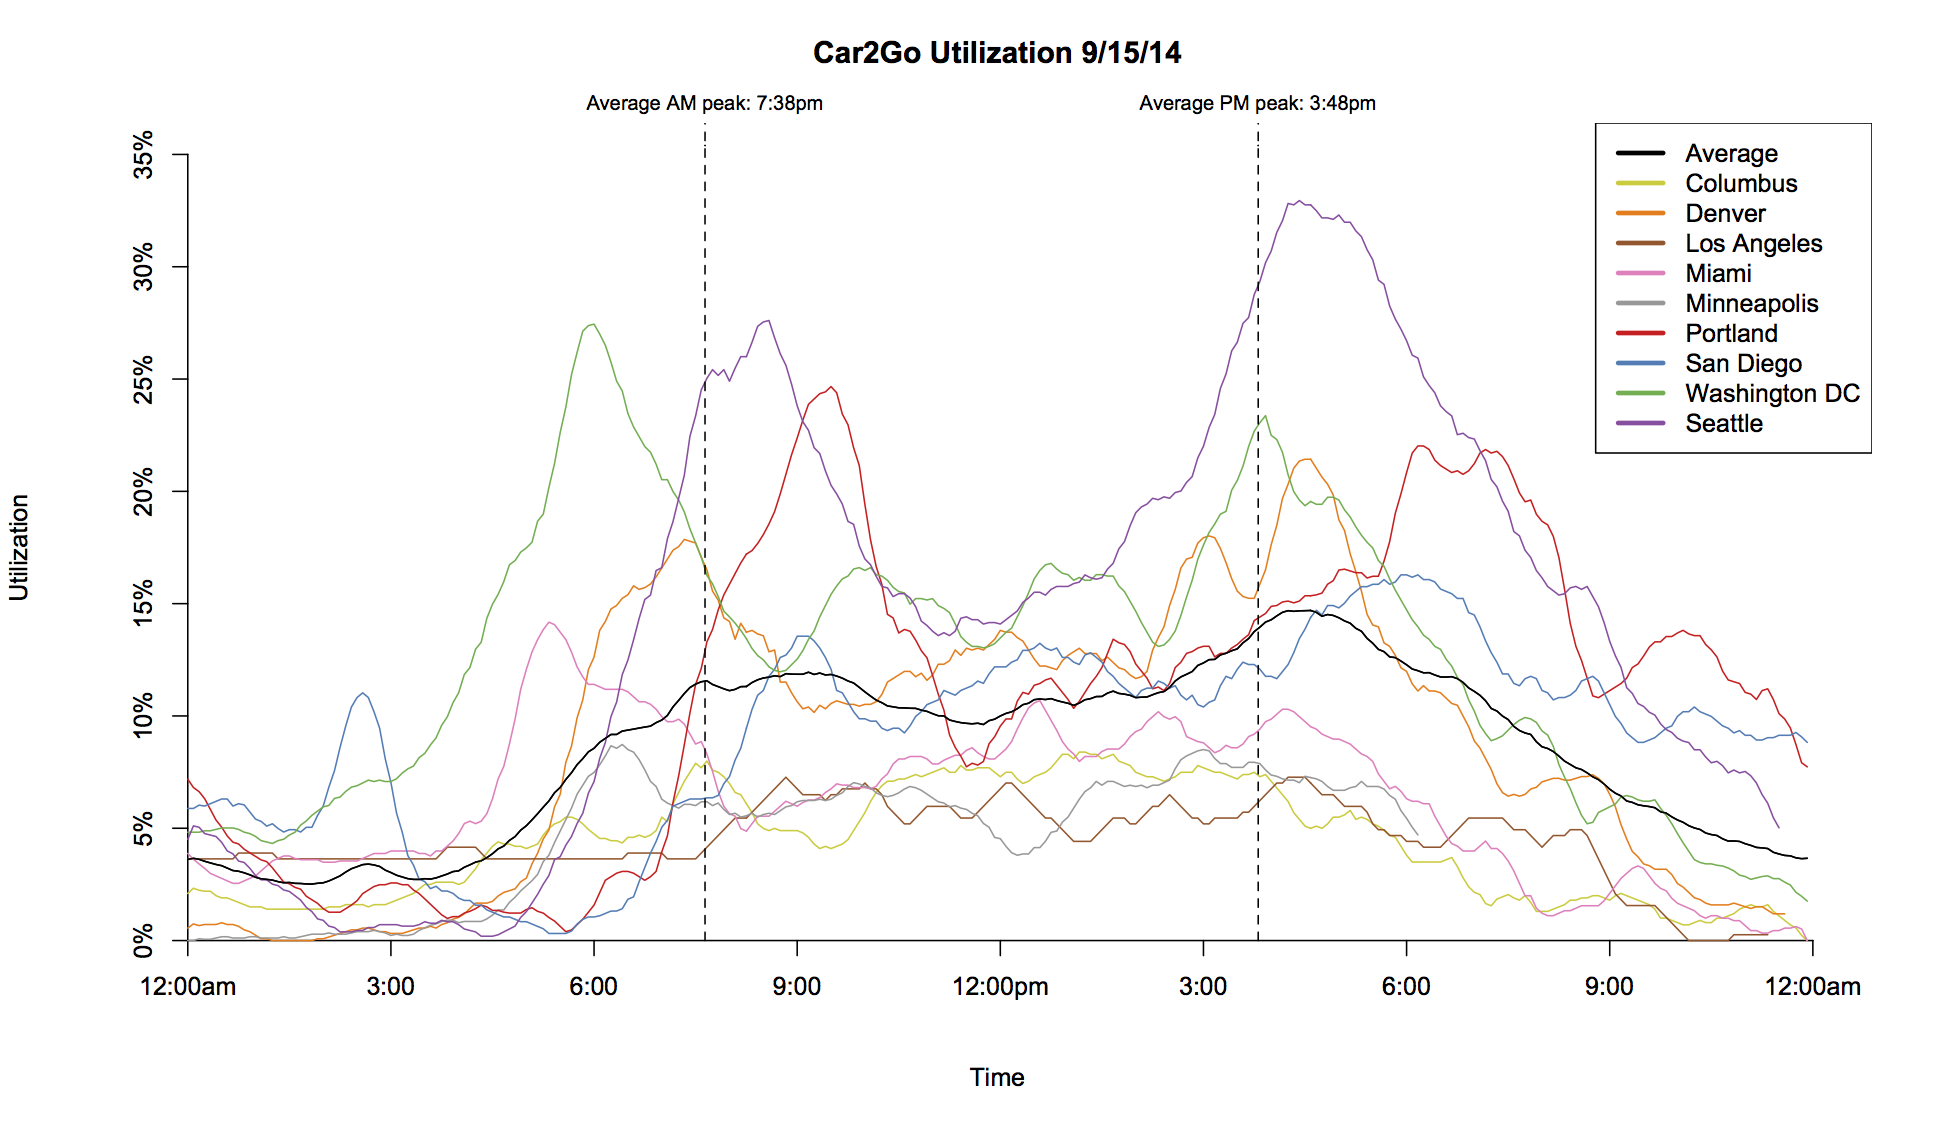 Car2Go Utilization 9/15/14
Average AM peak: 7:38pm
Average PM peak: 3:48pm
35%
30%
25%
20%
15%
10%
5%
0%
Utilization
Average
Columbus
Denver
Los Angeles
Miami
Minneapolis
Portland
San Diego
Washington DC
Seattle
12:00am
3:00
6:00
9:00
12:00pm
3:00
6:00
9:00
12:00am
Time